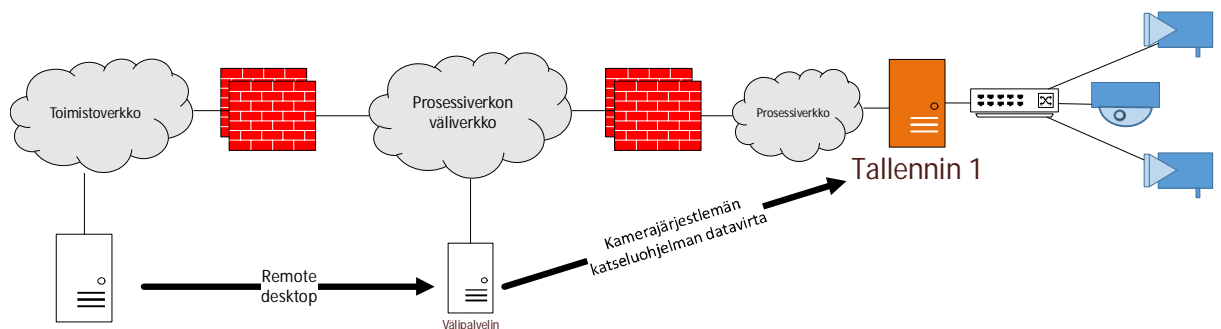 Toimistoverkko
Prosessiverkon
väliverkko
Prosessiverkko
Tallennin 1
Kamerajärjestlemän
katseluohjelman datavirta
Remote
desktop
Välipalvelin